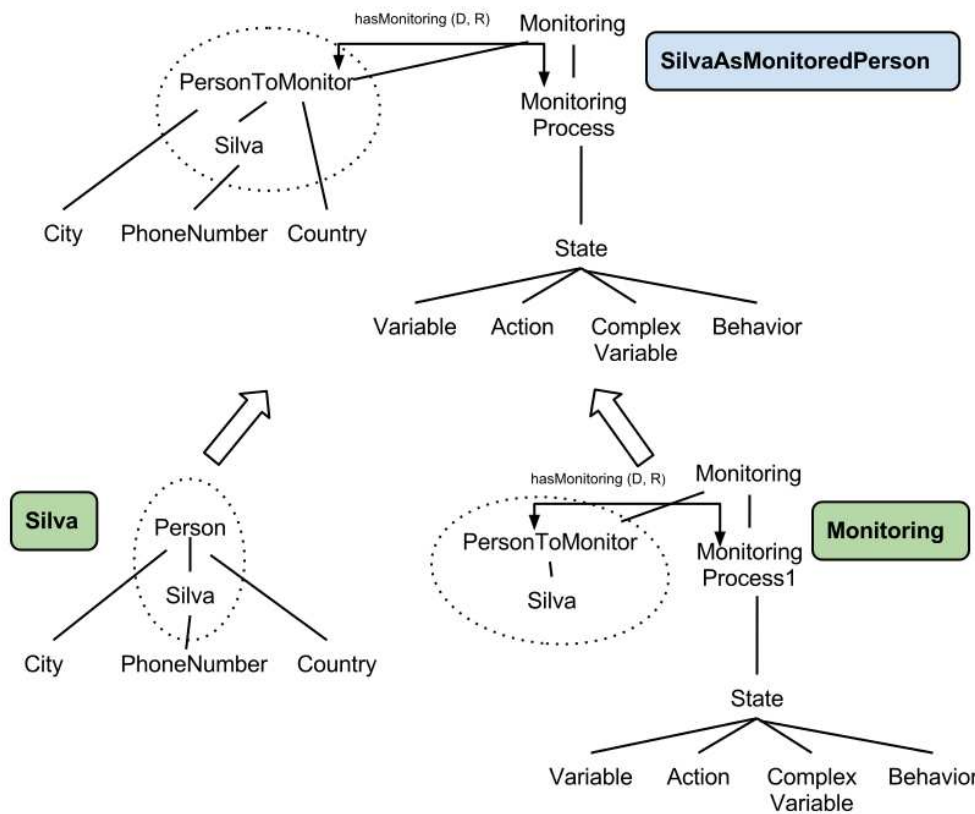 hasMonitoring (D, R)
Monitoring
SilvaAsMonitoredPerson
PersonToMonitor
Monitoring
Process
Silva
City
PhoneNumber
Country
State
Variable
Action
Complex
Variable
Behavior
hasMonitoring (D, R)
Monitoring
Silva
Person
PersonToMonitor
Monitoring
Process1
Monitoring
Silva
Silva
City
PhoneNumber
Country
State
Variable
Action
Complex
Variable
Behavior